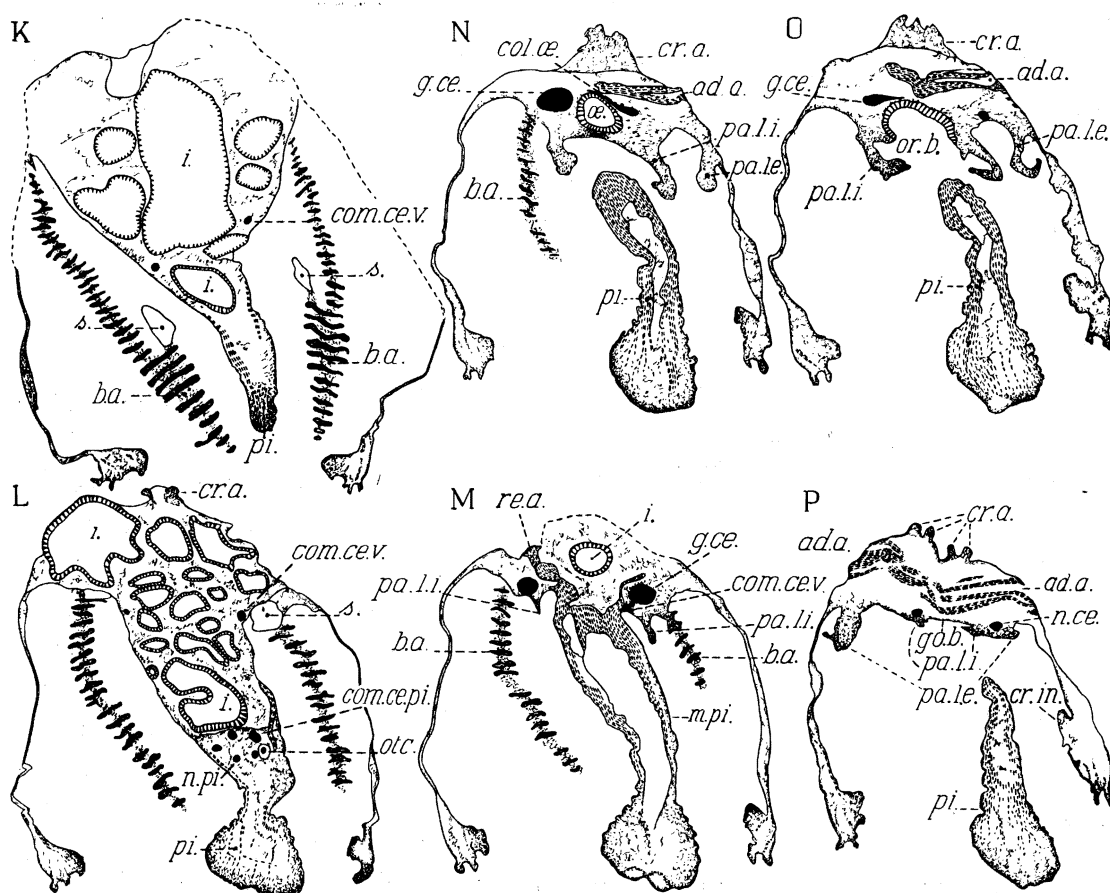 K
i.
com.ce.v.
i.
s.
s.
b.a.
b.a.
pi.
N
col.œ.
cr.a.
g.ce.
ad.a.
œ.
pa.l.i.
pa.l.e.
b.a.
pi.
O
cr.a.
ad.a.
g.ce.
or.b.
pa.l.e.
pa.l.i.
pi.
L
cr.a.
i.
com.ce.v.
s.
i.
com.ce.pi.
otc.
n.pi.
pi.
M
re.a.
i.
g.ce.
pa.l.i.
com.ce.v.
pa.l.i.
b.a.
b.a.
m.pi.
P
cr.a.
ad.a.
ad.a.
n.ce.
go.b.
pa.l.i.
pa.l.e.
cr.in.
pi.